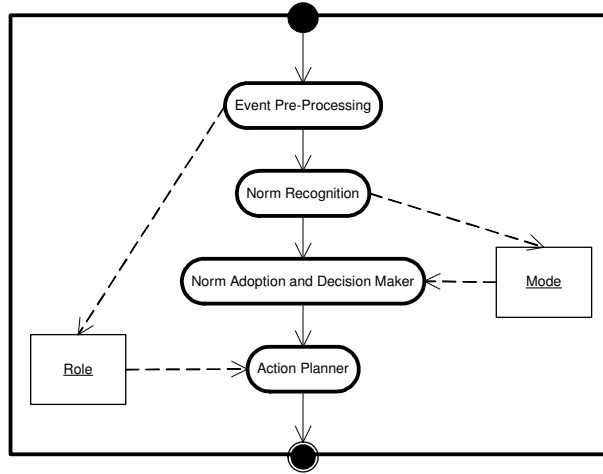 Event Pre-Processing
Norm Recognition
Norm Adoption and Decision Maker
Mode
Role
Action Planner